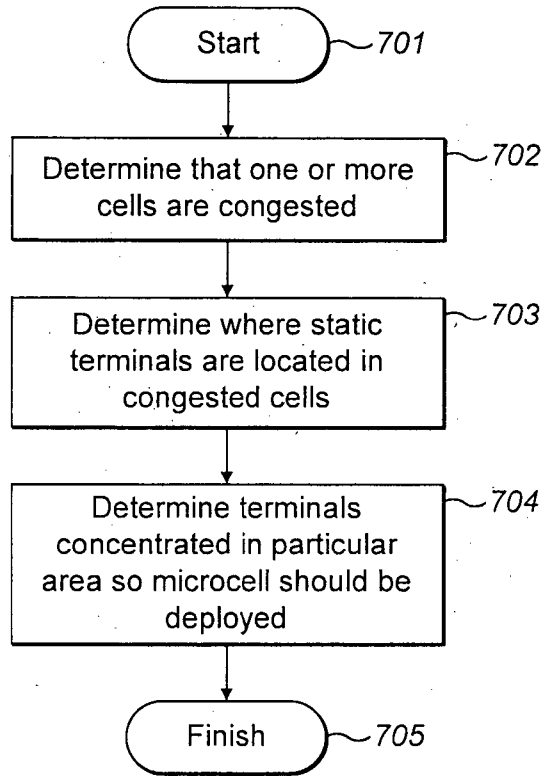 Start
701
Determine that one or more
cells are congested
702
Determine where static
terminals are located in
congested cells
703
Determine terminals
concentrated in particular
area so microcell should be
deployed
704
Finish
705